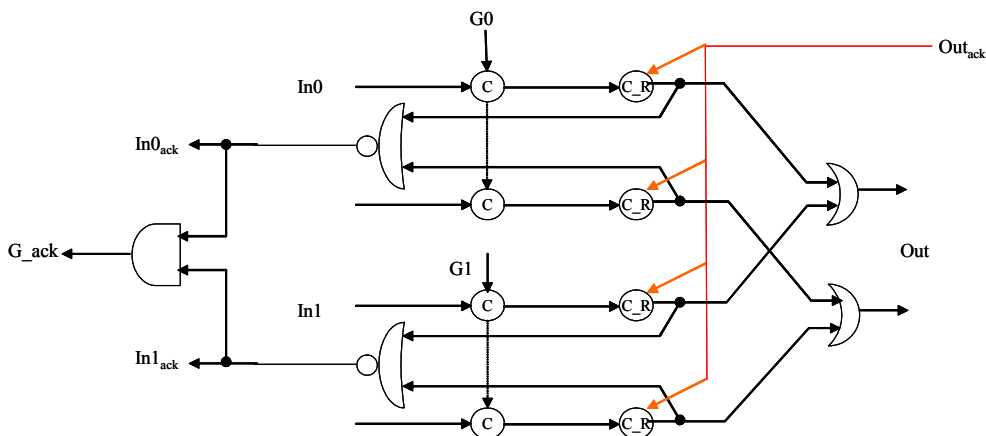 G0
Out_ack
In0
C
C_R
In0_ack
C
C_R
G_ack
Out
G1
In1
C
C_R
In1_ack
C
C_R